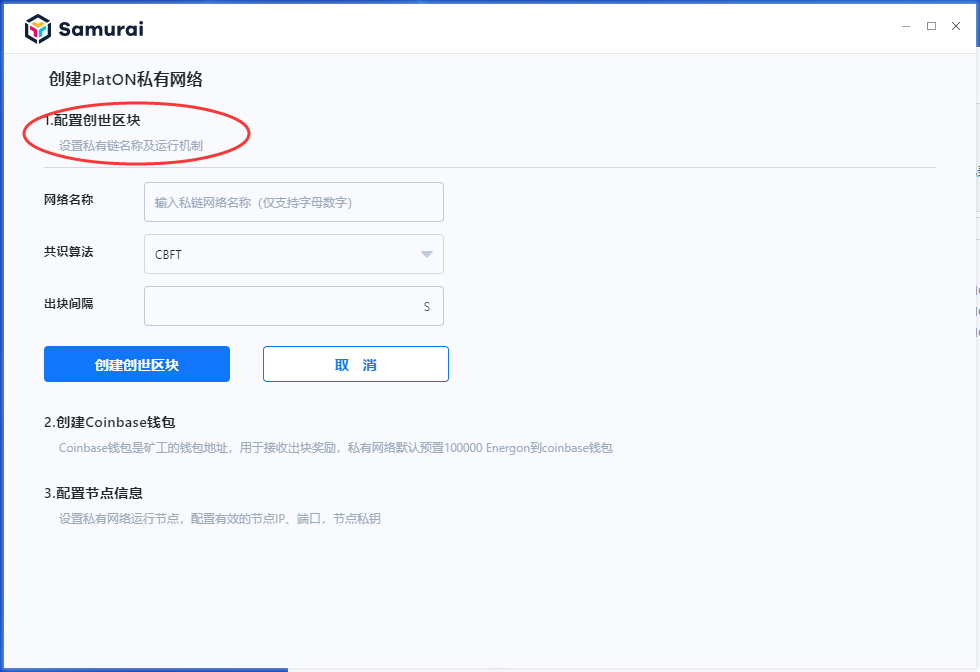 Samurai
创建PlatON私有网络
1.配置创世区块
设置私有链名称及运行机制
网络名称
输入私链网络名称（仅支持字母数字）
共识算法
CBFT
出块间隔
S
创建创世区块
取 消
2.创建Coinbase钱包
Coinbase钱包是矿工的钱包地址，用于接收出块奖励，私有网络默认预置100000 Energon到coinbase钱包
3.配置节点信息
设置私有网络运行节点，配置有效的节点IP、端口，节点私钥